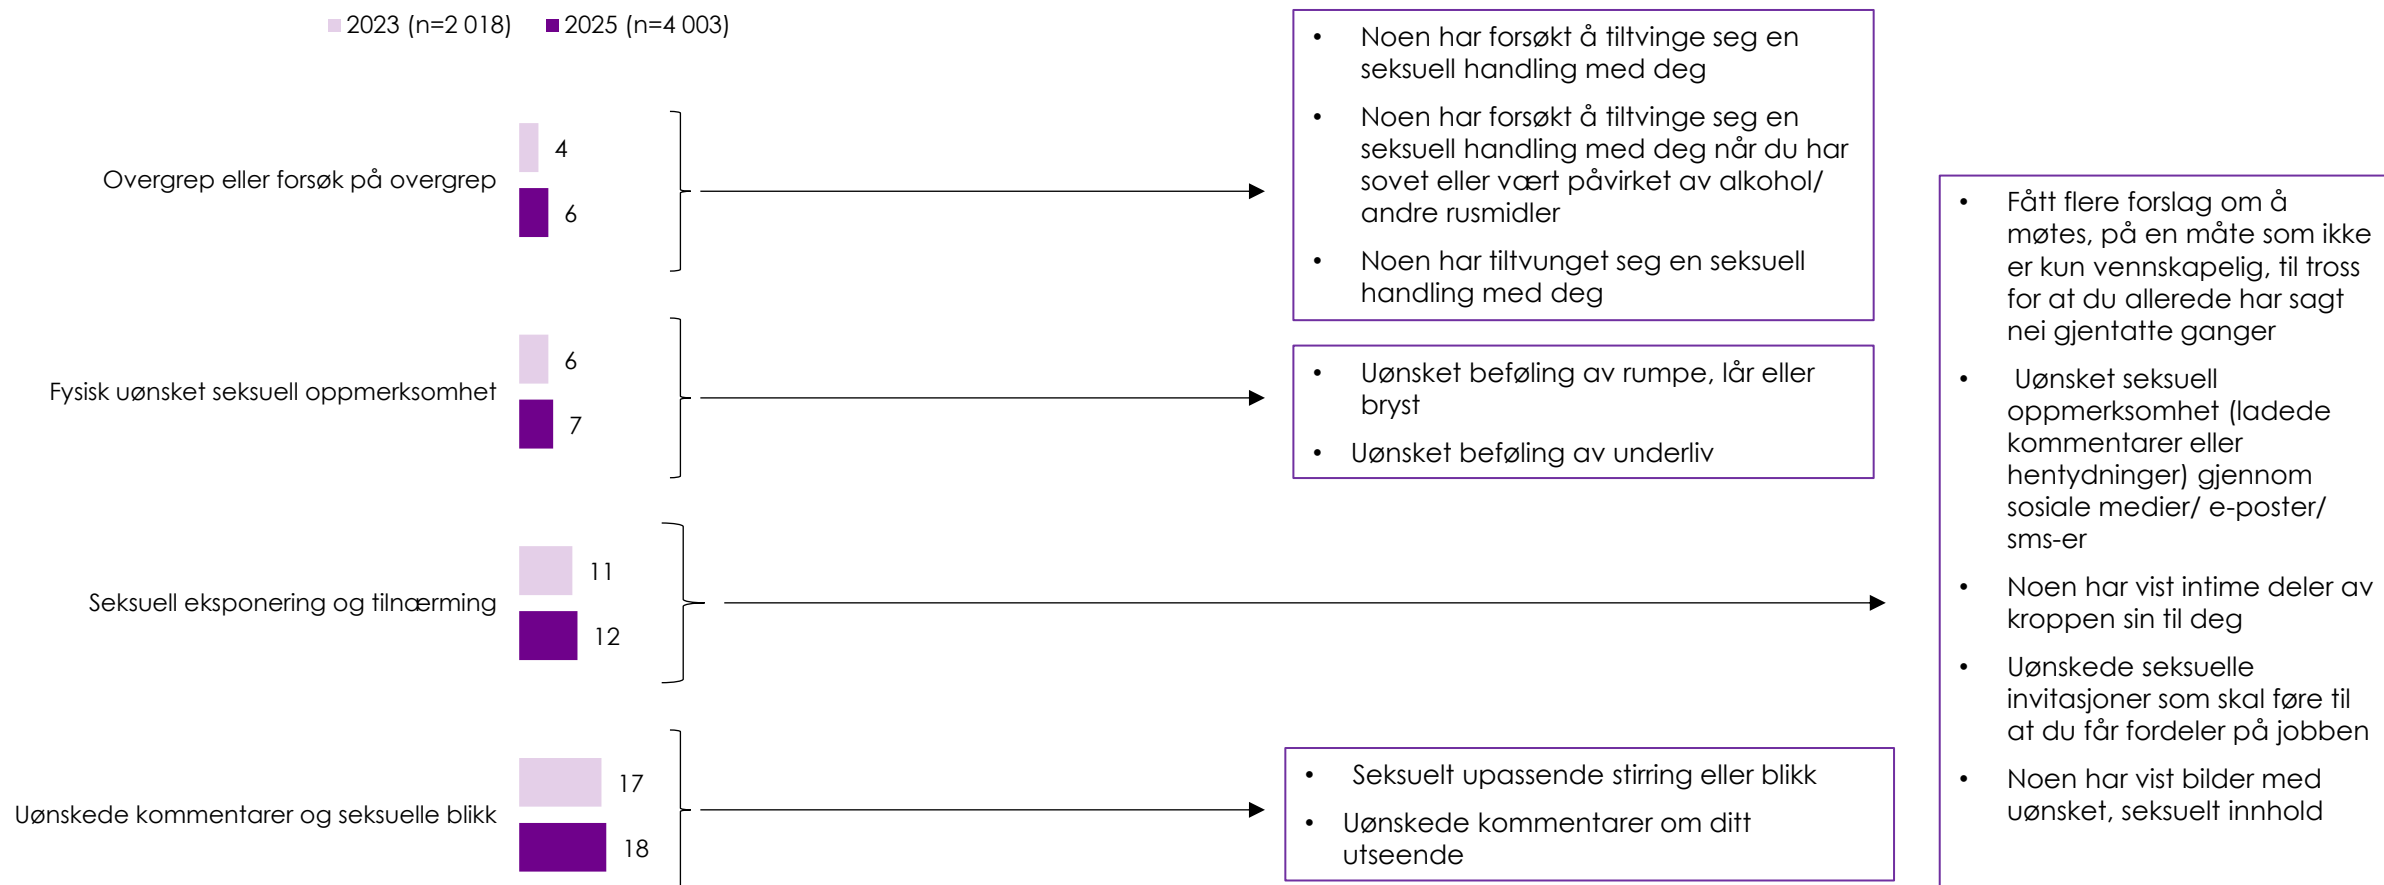 2023 (n=2 018) 2025 (n=4 003)
Overgrep eller forsøk på overgrep
4
6
• Noen har forsøkt å tiltvinge seg en
seksuell handling med deg
• Noen har forsøkt å tiltvinge seg en
seksuell handling med deg når du har
sovet eller vært påvirket av alkohol/
andre rusmidler
• Noen har tiltvunget seg en seksuell
handling med deg
Fysisk uønsket seksuell oppmerksomhet
6
7
• Uønsket beføling av rumpe, lår eller
bryst
• Uønsket beføling av underliv
Seksuell eksponering og tilnærming
11
12
• Fått flere forslag om å
møtes, på en måte som ikke
er kun vennskapelig, til tross
for at du allerede har sagt
nei gjentatte ganger
• Uønsket seksuell
oppmerksomhet (ladede
kommentarer eller
hentydninger) gjennom
sosiale medier/ e-poster/
sms-er
• Noen har vist intime deler av
kroppen sin til deg
• Uønskede seksuelle
invitasjoner som skal føre til
at du får fordeler på jobben
• Noen har vist bilder med
uønsket, seksuelt innhold
Uønskede kommentarer og seksuelle blikk
17
18
• Seksuelt upassende stirring eller blikk
• Uønskede kommentarer om ditt
utseende